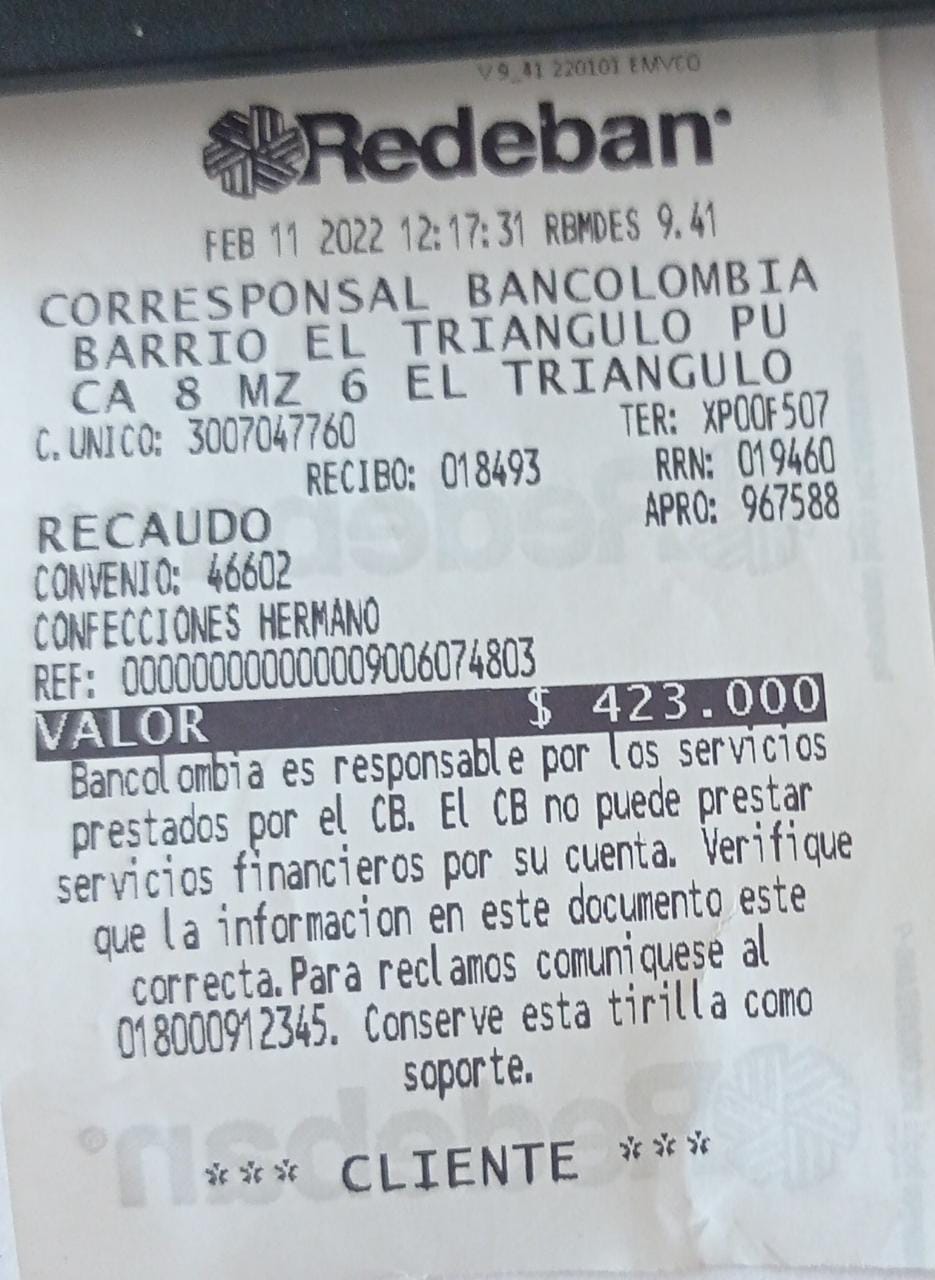 V 9_41 220101 EMVCO
Redeban
FEB 11 2022 12:17:31 RBMDES 9.41
CORRESPONSAL BANCOLOMBIA
BARRIO EL TRIANGULO PU
CA 8 MZ 6 EL TRIANGULO
C. UNICO: 3007047760 TER: XP00F507
RECIBO: 018493 RRN: 019460
RECAUDO APRO: 967588
CONVENIO: 46602
CONFECCIONES HERMANO
REF: 000000000000009006074803
VALOR $ 423.000
Bancolombia es responsable por los servicios
prestados por el CB. El CB no puede prestar
servicios financieros por su cuenta. Verifique
que la informacion en este documento este
correcta. Para reclamos comuniquese al
018000912345. Conserve esta tirilla como
soporte.
*** CLIENTE ***